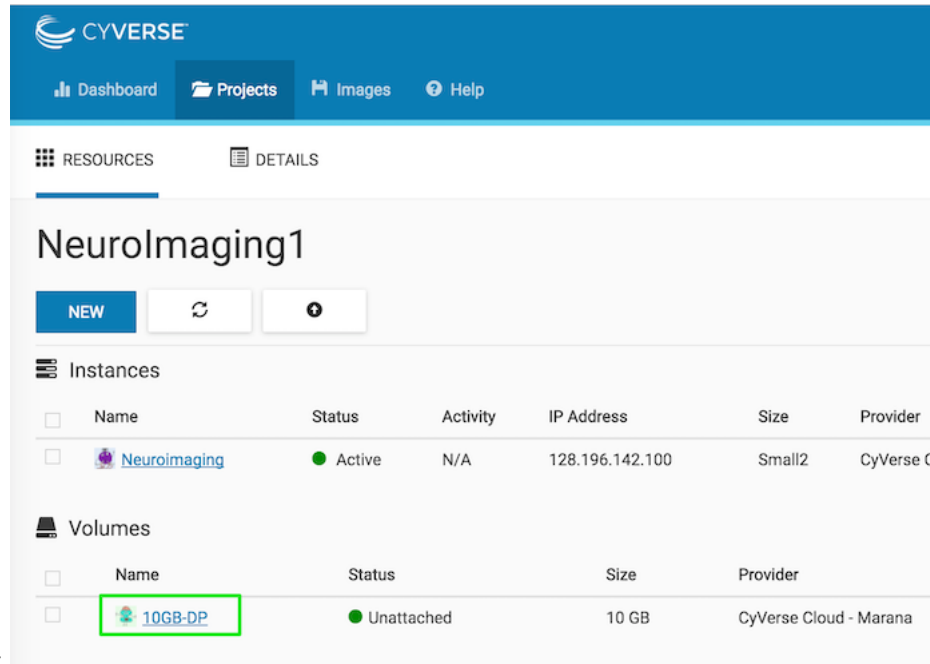 CYVERSE
Dashboard Projects Images Help
RESOURCES DETAILS
NeuroImaging1
NEW
Instances
Name Status Activity IP Address Size Provider
Neuroimaging Active N/A 128.196.142.100 Small2 CyVerse
Volumes
Name Status Size Provider
10GB-DP Unattached 10 GB CyVerse Cloud - Marana